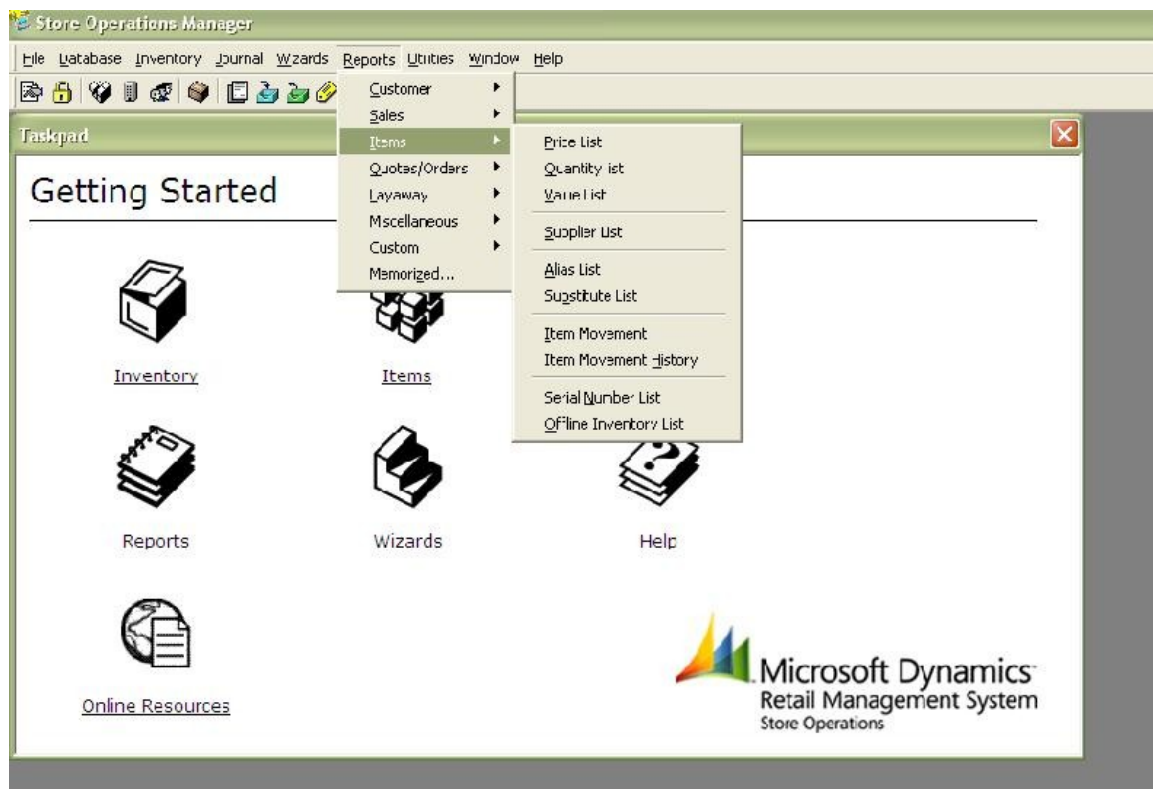 Store Operations Manager
File Database Inventory Journal Wizards Reports Utilities Window Help
Customer
Sales
Items
Quotes/Orders
Layaway
Miscellaneous
Custom
Memorized...
Price List
Quantity List
Value List
Supplier List
Alias List
Substitute List
Item Movement
Item Movement History
Serial Number List
Offline Inventory List
Taskpad
Getting Started
Inventory
Items
Reports
Wizards
Help
Online Resources
Microsoft Dynamics
Retail Management System
Store Operations